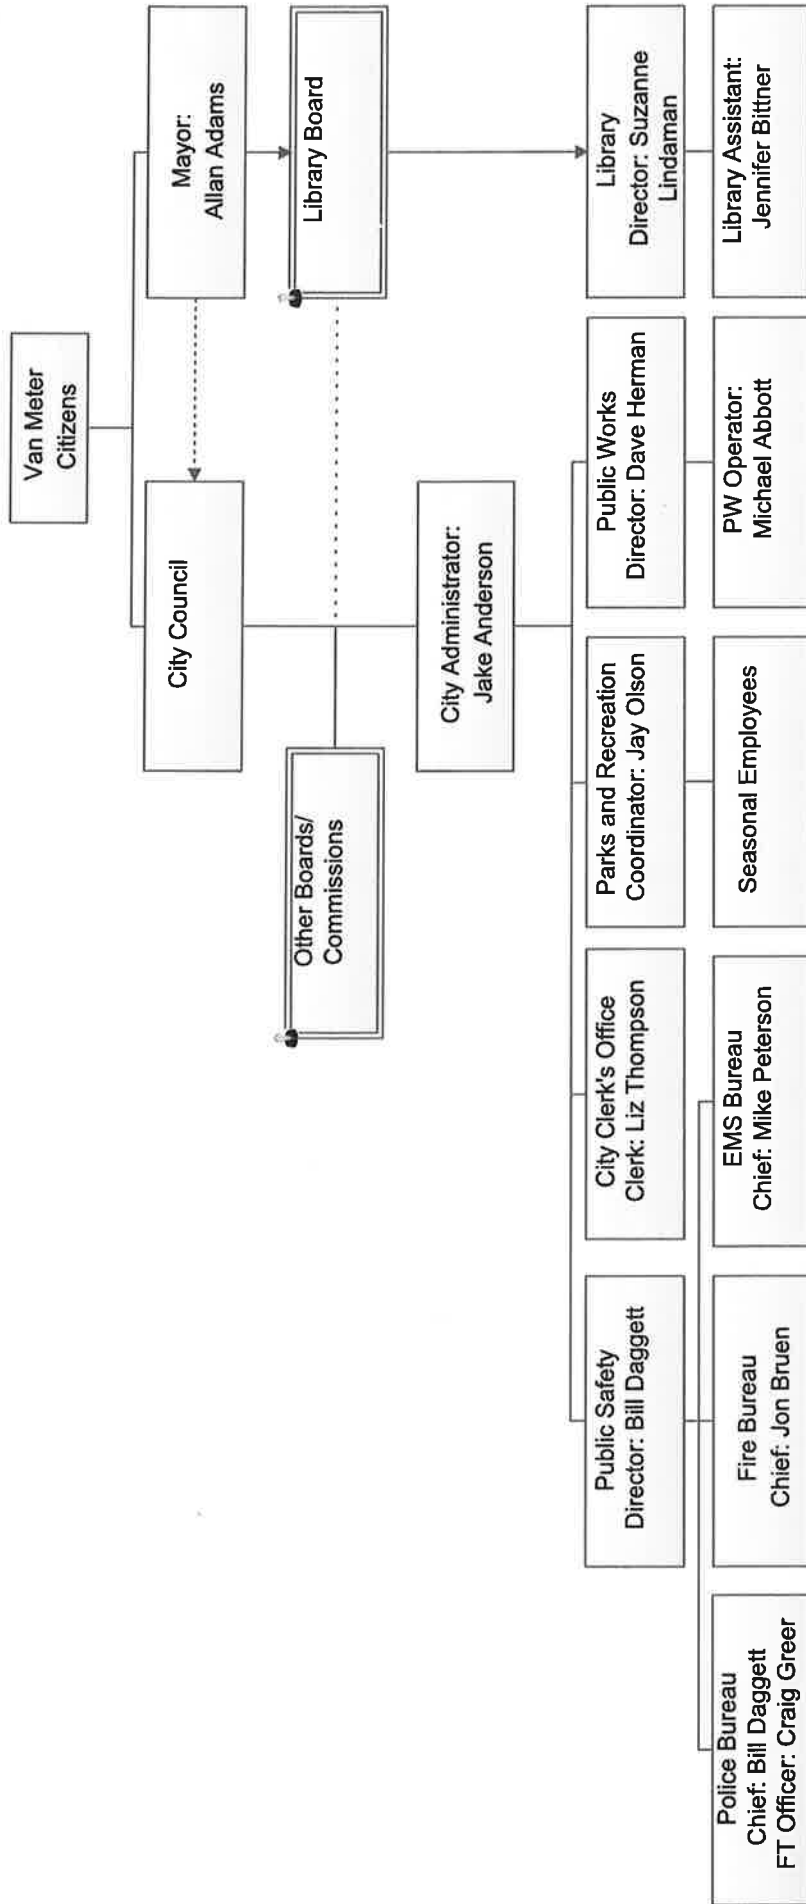 Van Meter
Citizens
City Council
Mayor:
Allan Adams
Other Boards/
Commissions
Library Board
City Administrator:
Jake Anderson
Public Safety
Director: Bill Daggett
City Clerk's Office
Clerk: Liz Thompson
Parks and Recreation
Coordinator: Jay Olson
Public Works
Director: Dave Herman
Library
Director: Suzanne
Lindaman
Police Bureau
Chief: Bill Daggett
FT Officer: Craig Greer
Fire Bureau
Chief: Jon Bruen
EMS Bureau
Chief: Mike Peterson
Seasonal Employees
PW Operator:
Michael Abbott
Library Assistant:
Jennifer Bittner